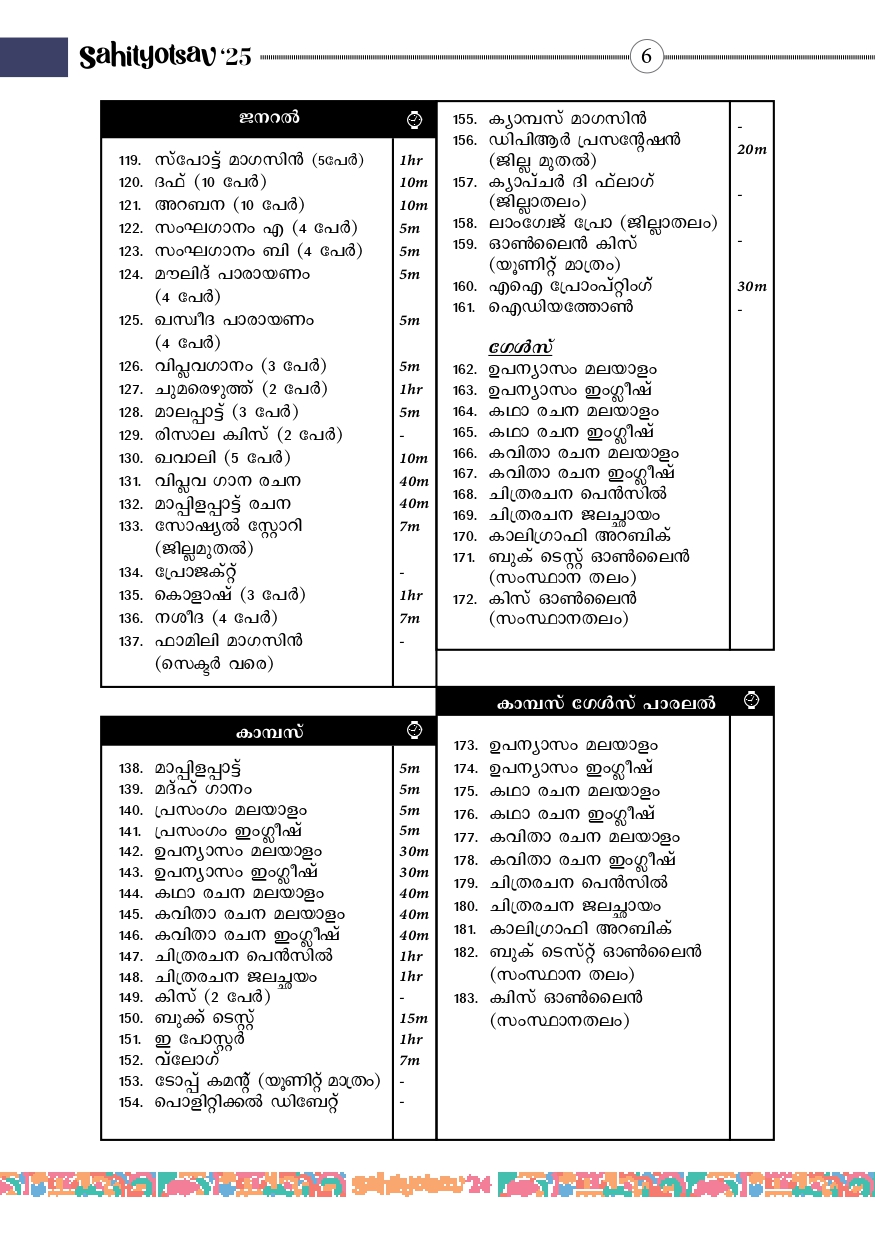 Sahityotsav ‘25
6
ജനറൽ
119. സ്പോട്ട് മാഗസിൻ (5പേർ) 1hr
120. ദഫ് (10 പേർ) 10m
121. അറബന (10 പേർ) 10m
122. സംഘഗാനം എ (4 പേർ) 5m
123. സംഘഗാനം ബി (4 പേർ) 5m
124. മൗലിദ് പാരായണം 5m
(4 പേർ)
125. ഖസ്വീദ പാരായണം 5m
(4 പേർ)
126. വിപ്ലവഗാനം (3 പേർ) 5m
127. ചുമരെഴുത്ത് (2 പേർ) 1hr
128. മാലപ്പാട്ട് (3 പേർ) 5m
129. രിസാല ക്വിസ് (2 പേർ) -
130. ഖവാലി (5 പേർ) 10m
131. വിപ്ലവ ഗാന രചന 40m
132. മാപ്പിളപ്പാട്ട് രചന 40m
133. സോഷ്യൽ സ്റ്റോറി 7m
(ജില്ലമുതൽ)
134. പ്രോജക്റ്റ് -
135. കൊളാഷ് (3 പേർ) 1hr
136. നശീദ (4 പേർ) 7m
137. ഫാമിലി മാഗസിൻ -
(സെക്ടർ വരെ)
കാമ്പസ്
138. മാപ്പിളപ്പാട്ട് 5m
139. മദ്ഹ് ഗാനം 5m
140. പ്രസംഗം മലയാളം 5m
141. പ്രസംഗം ഇംഗ്ലീഷ് 5m
142. ഉപന്യാസം മലയാളം 30m
143. ഉപന്യാസം ഇംഗ്ലീഷ് 30m
144. കഥാ രചന മലയാളം 40m
145. കവിതാ രചന മലയാളം 40m
146. കവിതാ രചന ഇംഗ്ലീഷ് 40m
147. ചിത്രരചന പെൻസിൽ 1hr
148. ചിത്രരചന ജലച്ഛയം 1hr
149. കിസ് (2 പേർ) -
150. ബുക്ക് ടെസ്റ്റ് 15m
151. ഇ പോസ്റ്റർ 1hr
152. വ്ലോഗ് 7m
153. ടോപ്പ് കമന്റ് (യൂണിറ്റ് മാത്രം) -
154. പൊളിറ്റിക്കൽ ഡിബേറ്റ് -
155. ക്യാമ്പസ് മാഗസിൻ -
156. ഡിപിആർ പ്രസന്റേഷൻ 20m
(ജില്ല മുതൽ)
157. ക്യാപ്ചർ ദി ഫ്ലാഗ് -
(ജില്ലാതലം)
158. ലാംഗ്വേജ് പ്രോ (ജില്ലാതലം)
159. ഓൺലൈൻ കിസ് -
(യൂണിറ്റ് മാത്രം)
160. എഐ പ്രോംപ്റ്റിംഗ് 30m
161. ഐഡിയത്തോൺ -
ഗേൾസ്
162. ഉപന്യാസം മലയാളം
163. ഉപന്യാസം ഇംഗ്ലീഷ്
164. കഥാ രചന മലയാളം
165. കഥാ രചന ഇംഗ്ലീഷ്
166. കവിതാ രചന മലയാളം
167. കവിതാ രചന ഇംഗ്ലീഷ്
168. ചിത്രരചന പെൻസിൽ
169. ചിത്രരചന ജലച്ഛായം
170. കാലിഗ്രാഫി അറബിക്
171. ബുക് ടെസ്റ്റ് ഓൺലൈൻ
(സംസ്ഥാന തലം)
172. കിസ് ഓൺലൈൻ
(സംസ്ഥാനതലം)
കാമ്പസ് ഗേൾസ് പാരലൽ
173. ഉപന്യാസം മലയാളം
174. ഉപന്യാസം ഇംഗ്ലീഷ്
175. കഥാ രചന മലയാളം
176. കഥാ രചന ഇംഗ്ലീഷ്
177. കവിതാ രചന മലയാളം
178. കവിതാ രചന ഇംഗ്ലീഷ്
179. ചിത്രരചന പെൻസിൽ
180. ചിത്രരചന ജലച്ഛായം
181. കാലിഗ്രാഫി അറബിക്
182. ബുക് ടെസ്റ്റ് ഓൺലൈൻ
(സംസ്ഥാന തലം)
183. ക്വിസ് ഓൺലൈൻ
(സംസ്ഥാനതലം)
sahityotsav ‘24